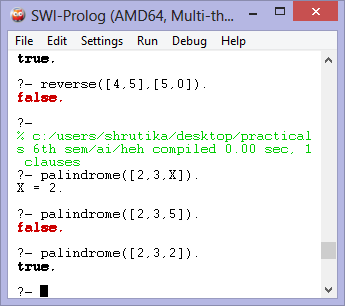 SWI-Prolog (AMD64, Multi-th...
File Edit Settings Run Debug Help
true.
?- reverse([4,5],[5,0]).
false.
?-
% c:/users/shrutika/desktop/practical
s 6th sem/ai/heh compiled 0.00 sec, 1
clauses
?- palindrome([2,3,X]).
X = 2.
?- palindrome([2,3,5]).
false.
?- palindrome([2,3,2]).
true.
?-